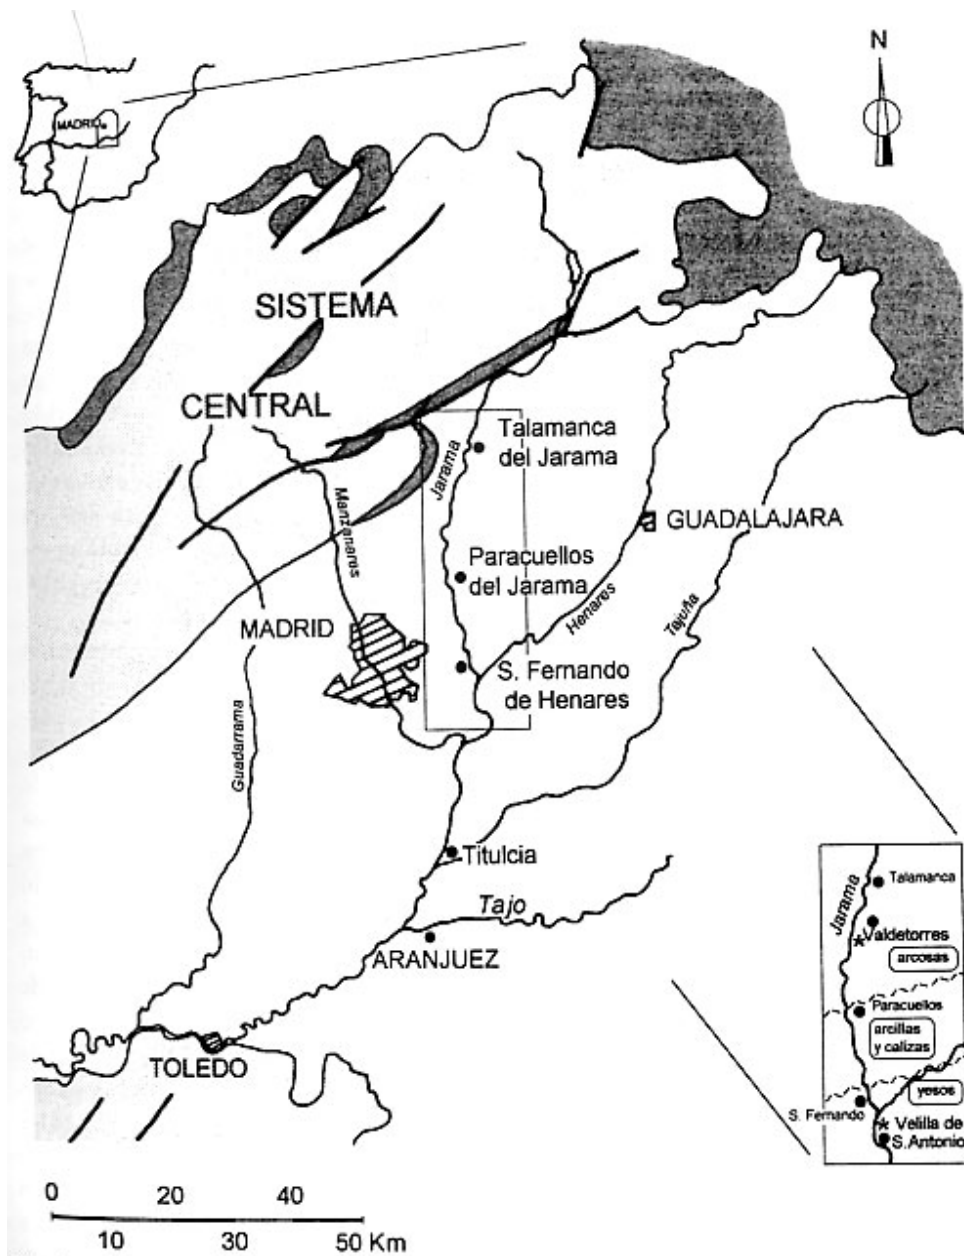 N
MADRID
SISTEMA
CENTRAL
Talamanca
del Jarama
Jarama
Manzanares
GUADALAJARA
Paracuellos
del Jarama
Henares
Tajuña
MADRID
S. Fernando
de Henares
Guadarrama
Titulcia
Tajo
ARANJUEZ
TOLEDO
Jarama
Talamanca
Valdetorres
arcosas
Paracuellos
arcillas
y calizas
yesos
S. Fernando
Velilla de
S.Antonio
0 20 40
10 30 50 Km